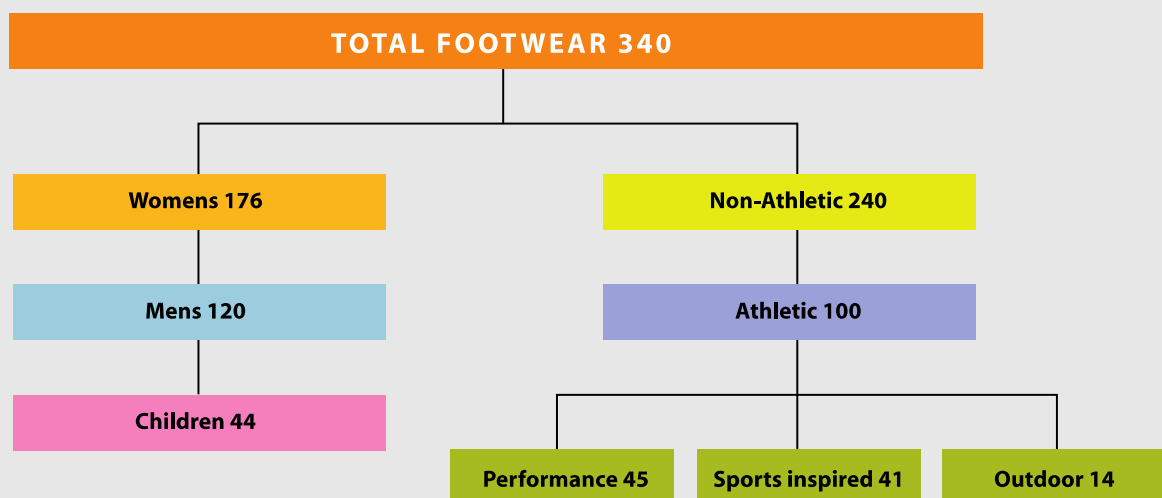 TOTAL FOOTWEAR 340
Womens 176
Non-Athletic 240
Mens 120
Athletic 100
Children 44
Performance 45
Sports inspired 41
Outdoor 14